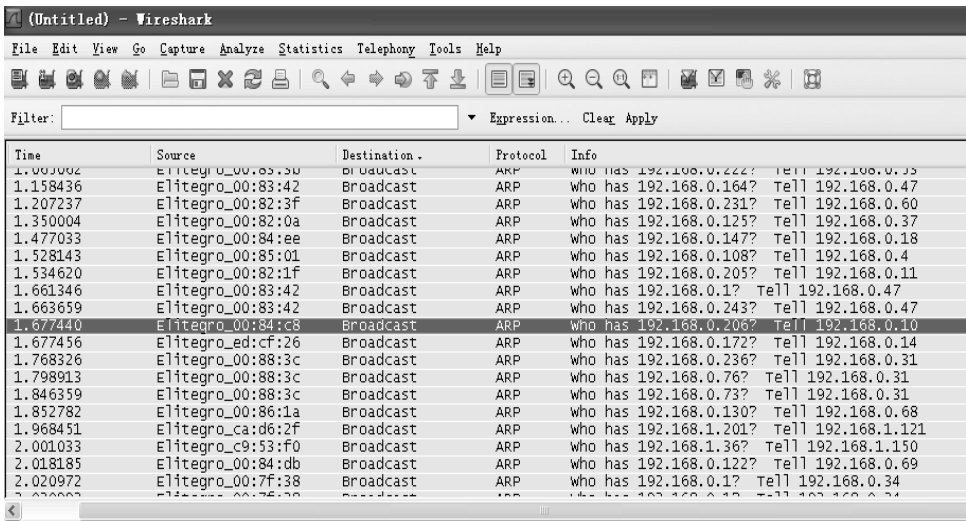 (Untitled) - Wireshark
File Edit View Go Capture Analyze Statistics Telephony Tools Help
Filter: Expression... Clear Apply
Time Source Destination Protocol Info
1.065062 Elitegro_00:83:3b Broadcast ARP who has 192.168.0.222? Tell 192.168.0.53
1.158436 Elitegro_00:83:42 Broadcast ARP who has 192.168.0.164? Tell 192.168.0.47
1.207237 Elitegro_00:82:3f Broadcast ARP who has 192.168.0.231? Tell 192.168.0.60
1.350004 Elitegro_00:82:0a Broadcast ARP who has 192.168.0.125? Tell 192.168.0.37
1.477033 Elitegro_00:84:ee Broadcast ARP who has 192.168.0.147? Tell 192.168.0.18
1.528143 Elitegro_00:85:01 Broadcast ARP who has 192.168.0.108? Tell 192.168.0.4
1.534620 Elitegro_00:82:1f Broadcast ARP who has 192.168.0.205? Tell 192.168.0.11
1.661346 Elitegro_00:83:42 Broadcast ARP who has 192.168.0.1? Tell 192.168.0.47
1.663659 Elitegro_00:83:42 Broadcast ARP who has 192.168.0.243? Tell 192.168.0.47
1.677440 Elitegro_00:84:c8 Broadcast ARP who has 192.168.0.206? Tell 192.168.0.10
1.677456 Elitegro_ed:cf:26 Broadcast ARP who has 192.168.0.172? Tell 192.168.0.14
1.768326 Elitegro_00:88:3c Broadcast ARP who has 192.168.0.236? Tell 192.168.0.31
1.798913 Elitegro_00:88:3c Broadcast ARP who has 192.168.0.76? Tell 192.168.0.31
1.846359 Elitegro_00:88:3c Broadcast ARP who has 192.168.0.73? Tell 192.168.0.31
1.852782 Elitegro_00:86:1a Broadcast ARP who has 192.168.0.130? Tell 192.168.0.68
1.968451 Elitegro_ca:d6:2f Broadcast ARP who has 192.168.1.201? Tell 192.168.1.121
2.001033 Elitegro_c9:53:f0 Broadcast ARP who has 192.168.1.36? Tell 192.168.1.150
2.018185 Elitegro_00:84:db Broadcast ARP who has 192.168.0.122? Tell 192.168.0.69
2.020972 Elitegro_00:7f:38 Broadcast ARP who has 192.168.0.1? Tell 192.168.0.34